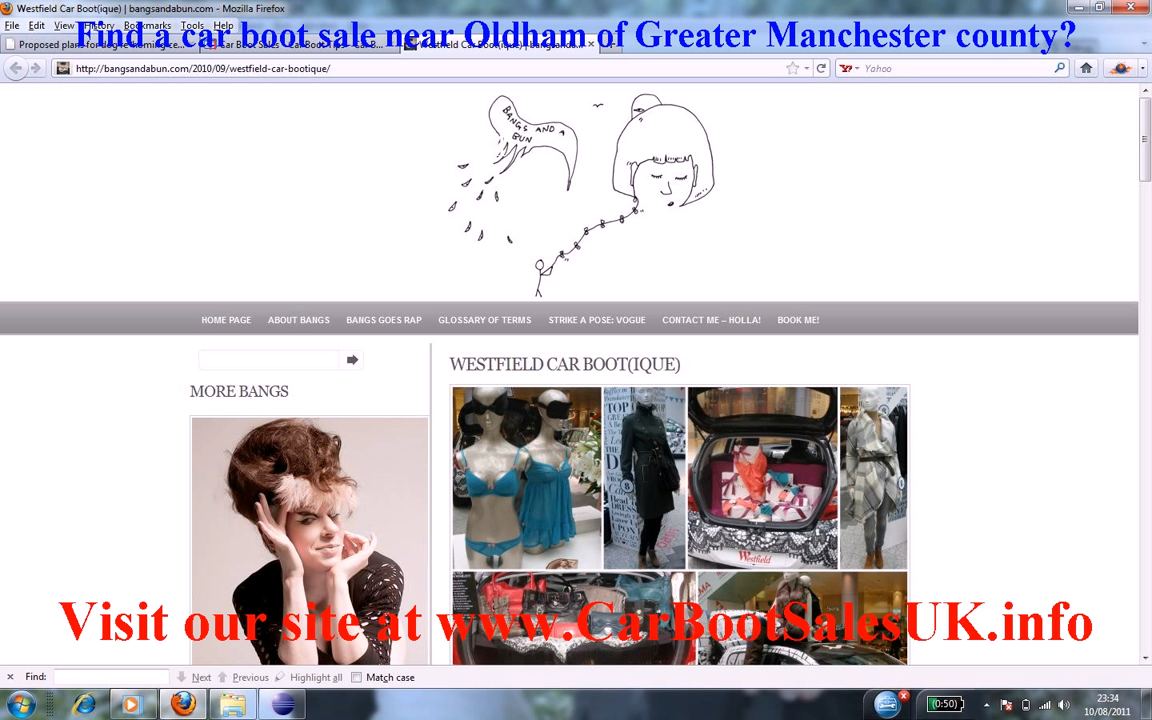 Westfield Car Boot(ique) | bangsandabun.com - Mozilla Firefox
File Edit View History Bookmarks Tools Help
Find a car boot sale near Oldham of Greater Manchester county?
http://bangsandabun.com/2010/09/westfield-car-bootique/
Yahoo
BANGS AND A
BUN
HOME PAGE ABOUT BANGS BANGS GOES RAP GLOSSARY OF TERMS STRIKE A POSE: VOGUE CONTACT ME – HOLLA! BOOK ME!
WESTFIELD CAR BOOT(IQUE)
MORE BANGS
Westfield
Visit our site at www.CarBootSalesUK.info
Find: Next Previous Highlight all Match case
(0:50)
23:34
10/08/2011